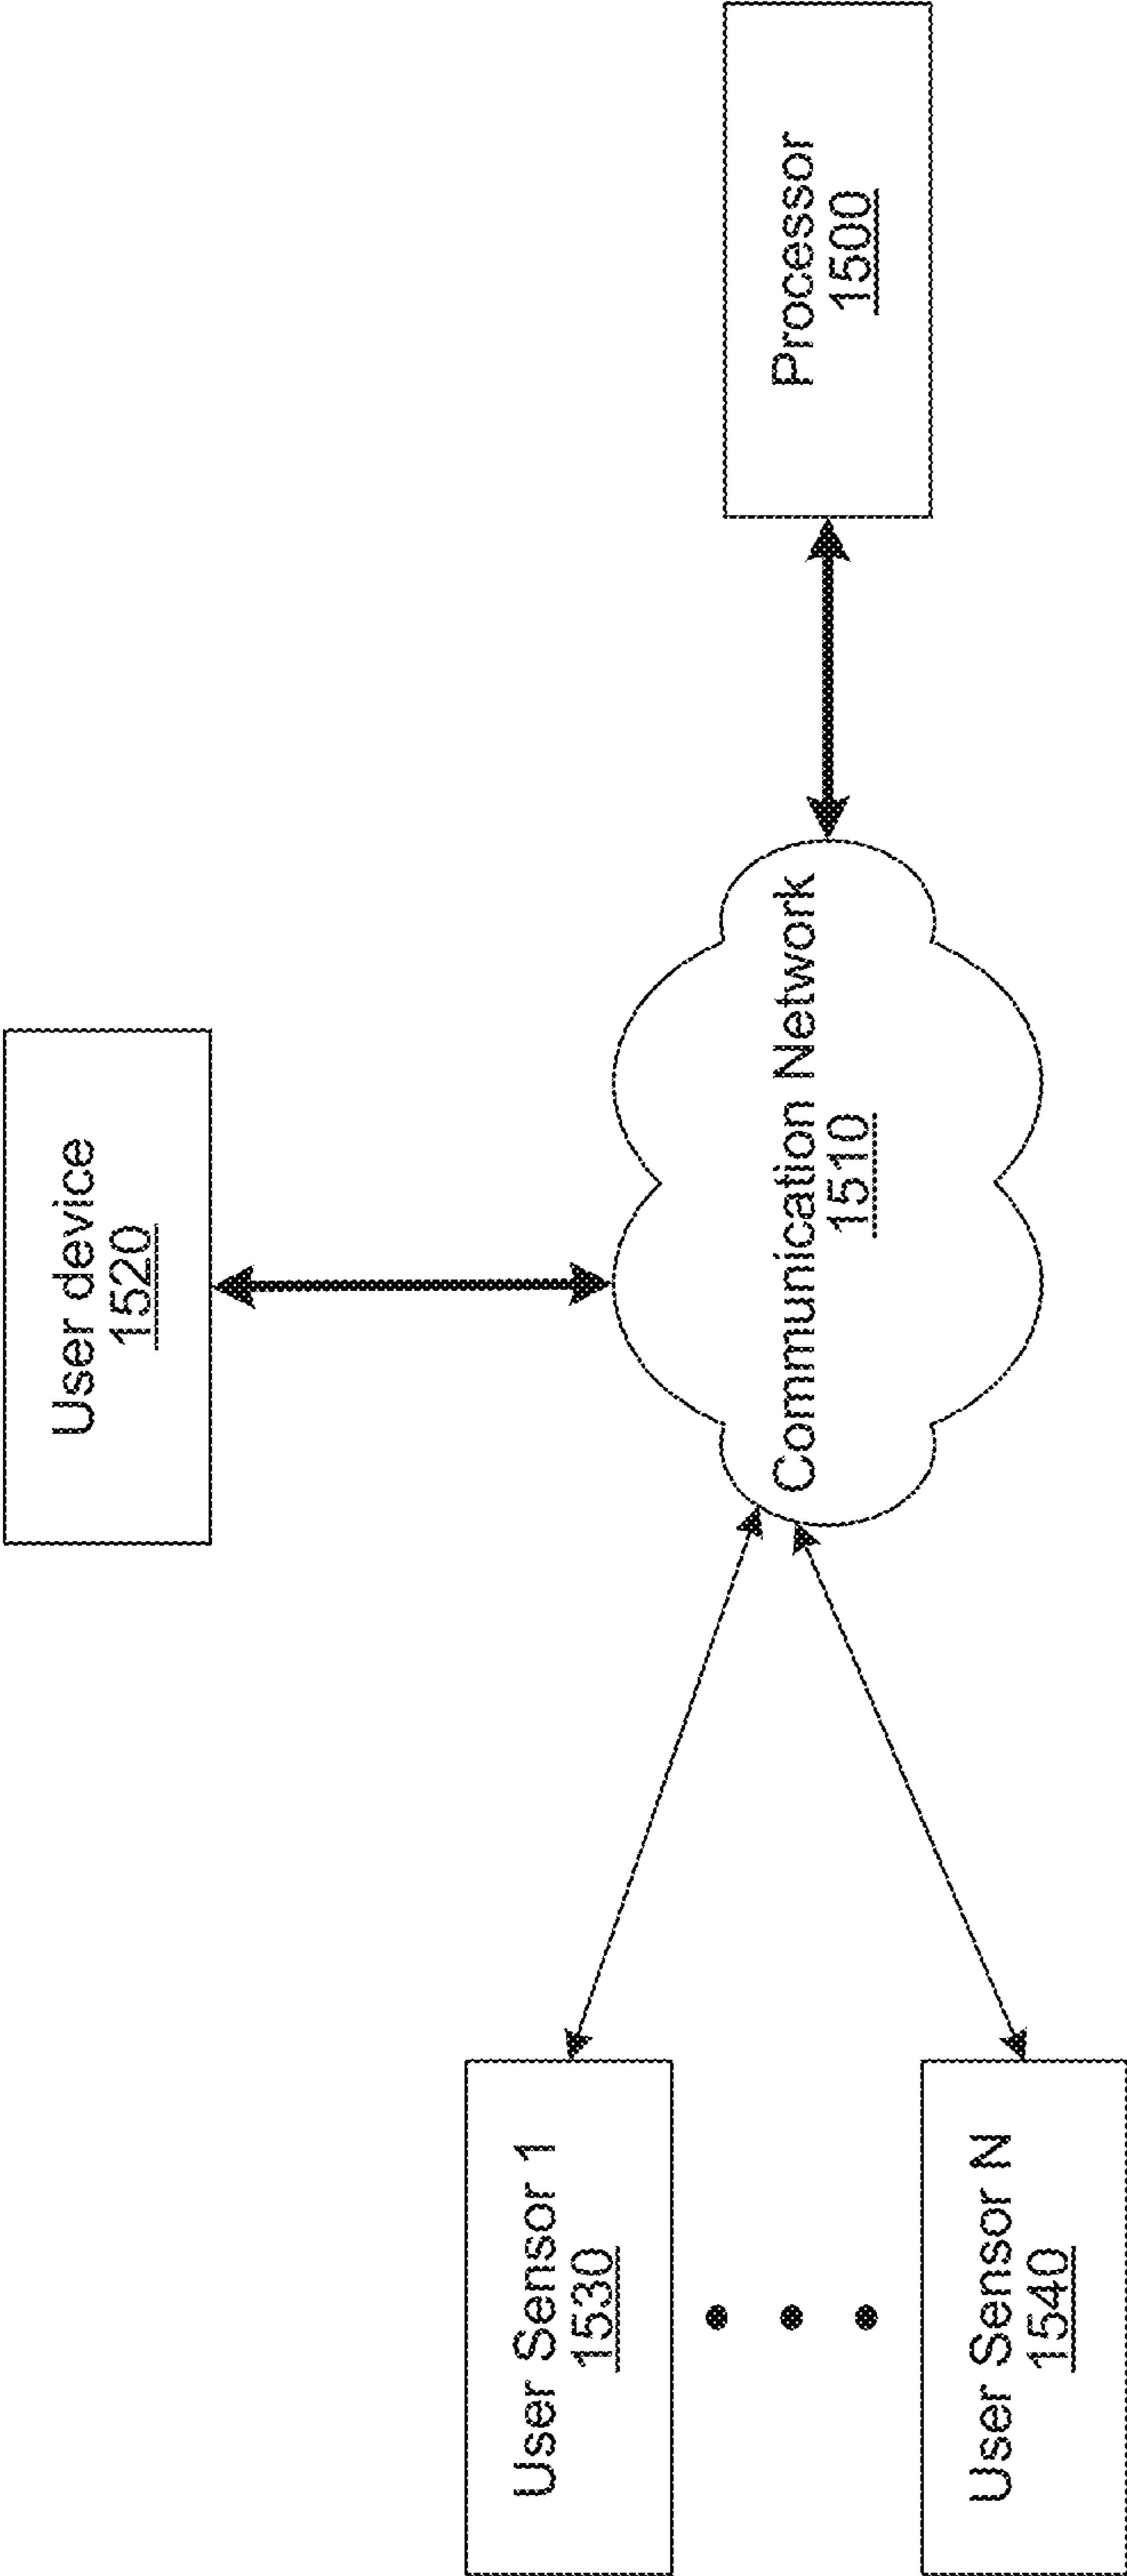 User device
1520
User Sensor 1
1530
Communication Network
1510
Processor
1500
User Sensor N
1540